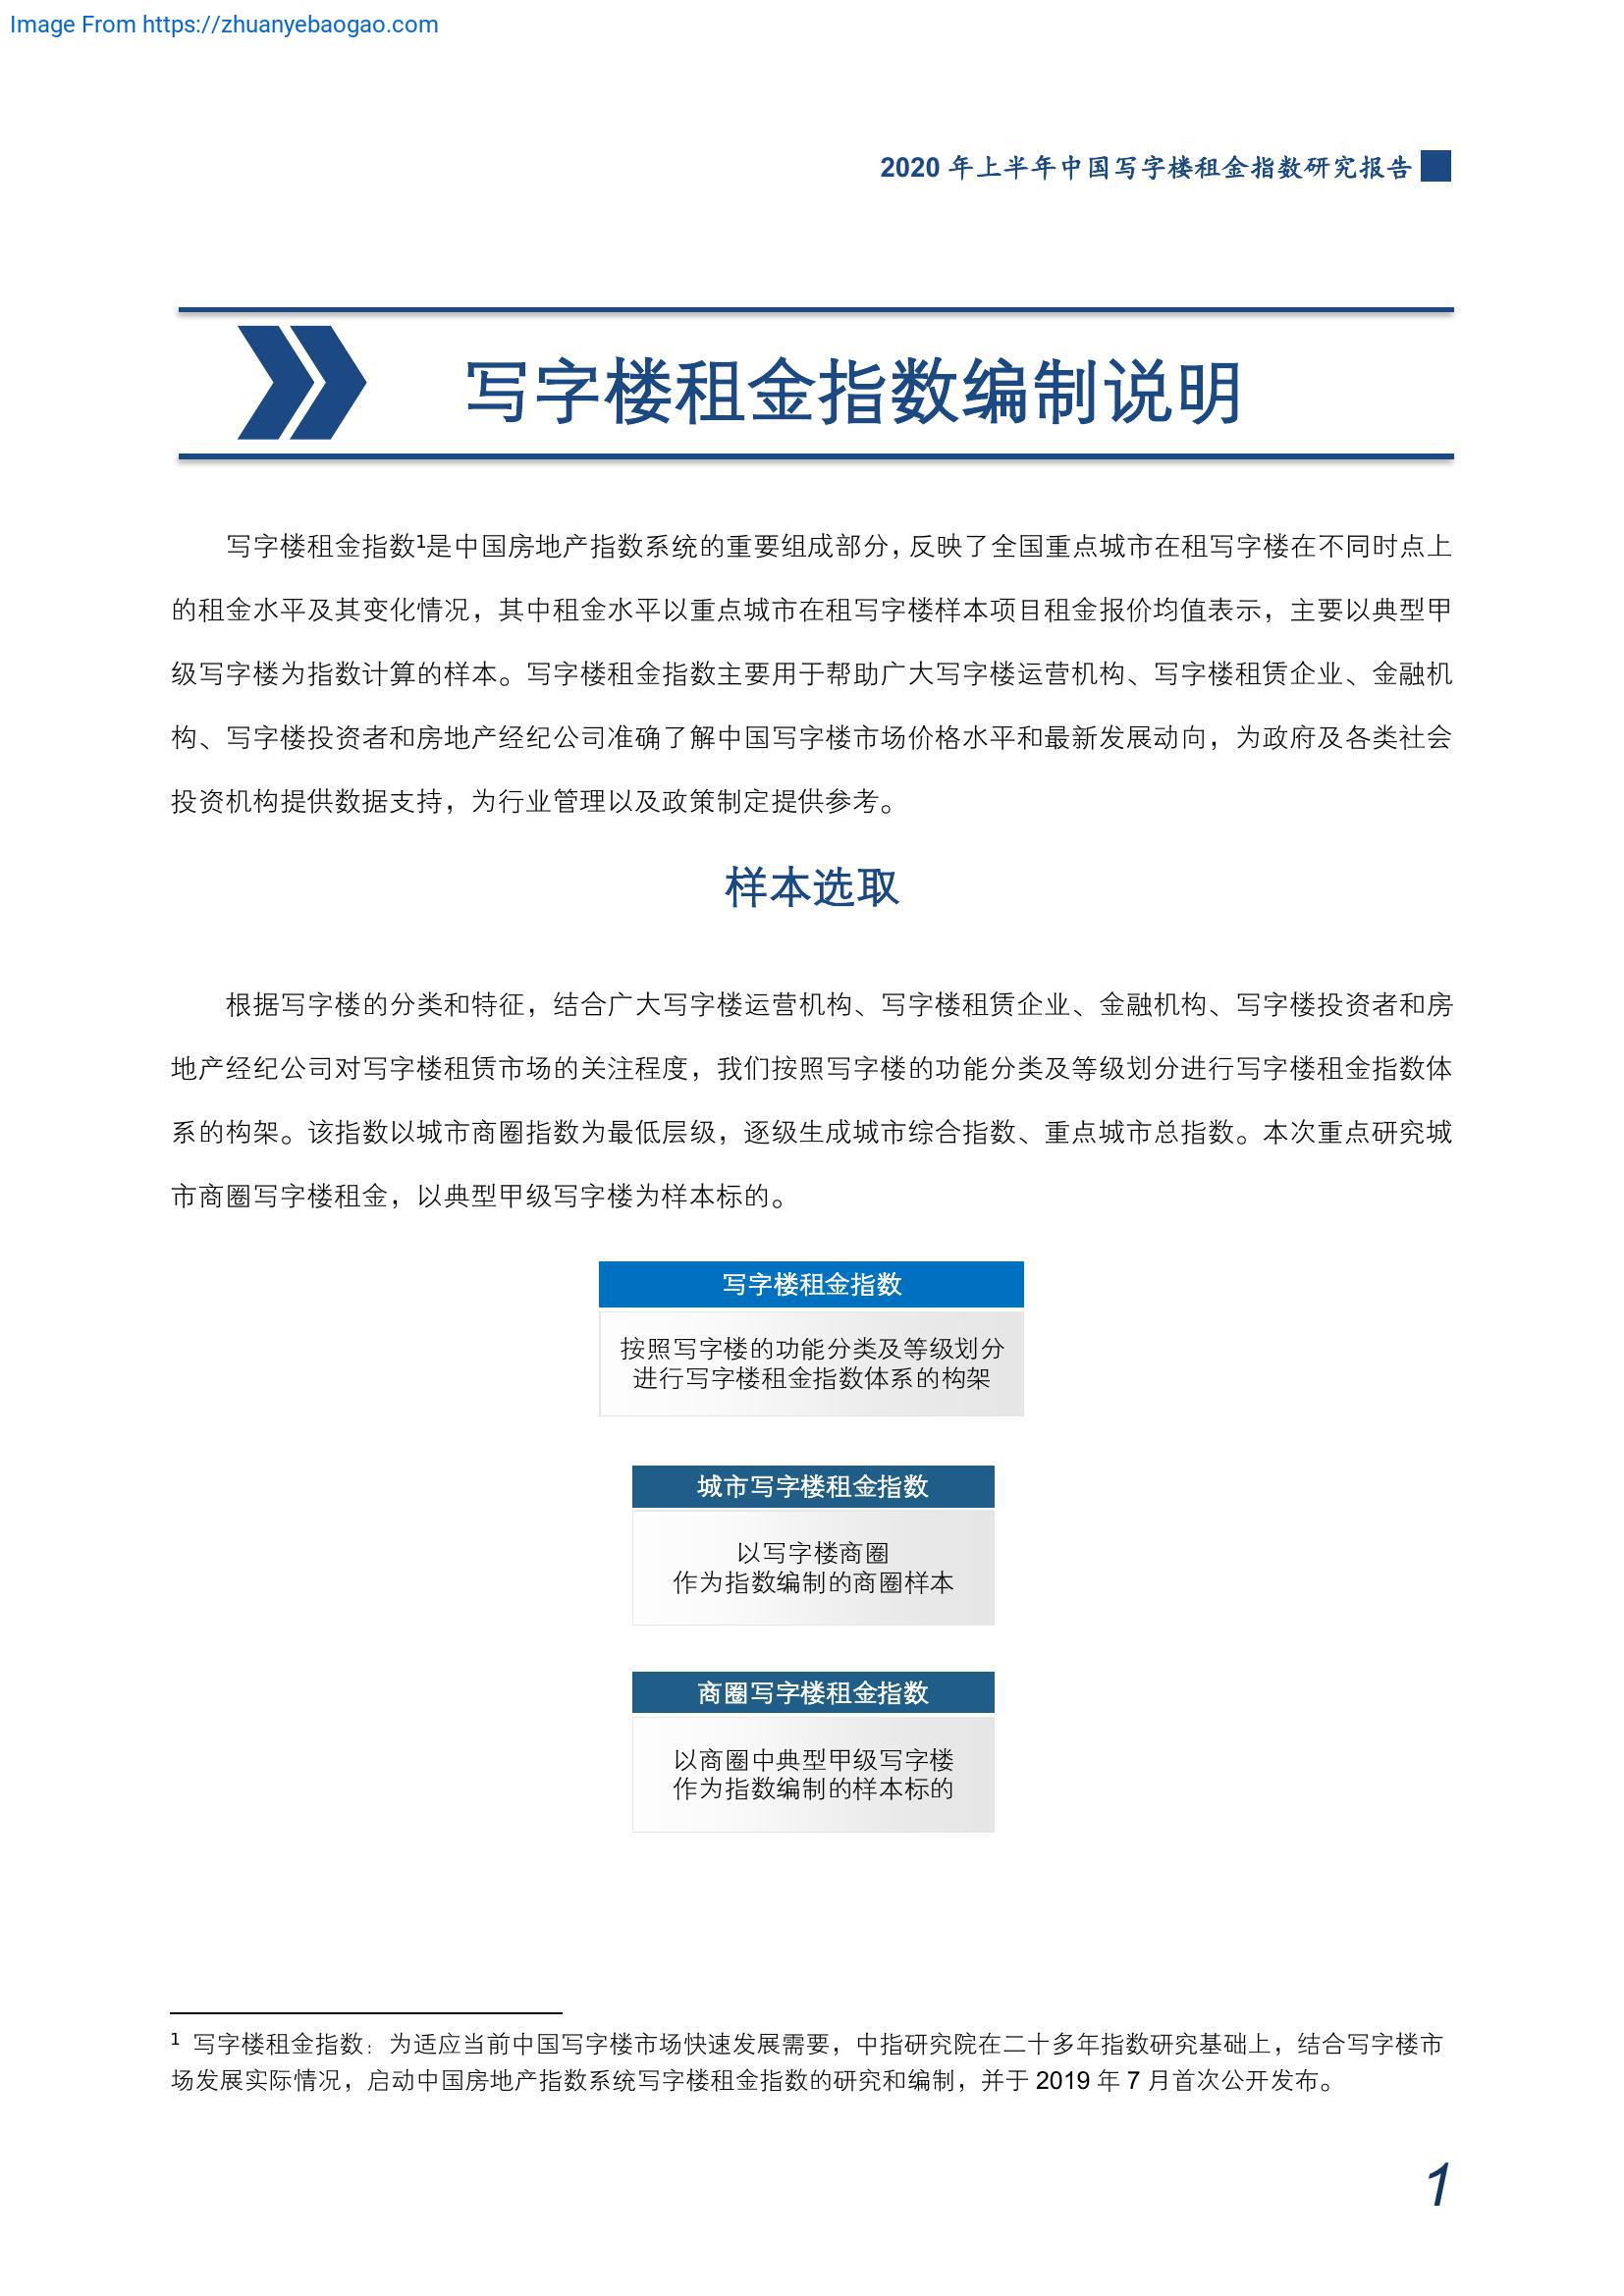 Image From https://zhuanyebaogao.com
2020 年上半年中国写字楼租金指数研究报告
写字楼租金指数编制说明
写字楼租金指数¹是中国房地产指数系统的重要组成部分，反映了全国重点城市在租写字楼在不同时点上
的租金水平及其变化情况，其中租金水平以重点城市在租写字楼样本项目租金报价均值表示，主要以典型甲
级写字楼为指数计算的样本。写字楼租金指数主要用于帮助广大写字楼运营机构、写字楼租赁企业、金融机
构、写字楼投资者和房地产经纪公司准确了解中国写字楼市场价格水平和最新发展动向，为政府及各类社会
投资机构提供数据支持，为行业管理以及政策制定提供参考。
样本选取
根据写字楼的分类和特征，结合广大写字楼运营机构、写字楼租赁企业、金融机构、写字楼投资者和房
地产经纪公司对写字楼租赁市场的关注程度，我们按照写字楼的功能分类及等级划分进行写字楼租金指数体
系的构架。该指数以城市商圈指数为最低层级，逐级生成城市综合指数、重点城市总指数。本次重点研究城
市商圈写字楼租金，以典型甲级写字楼为样本标的。
写字楼租金指数
按照写字楼的功能分类及等级划分
进行写字楼租金指数体系的构架
城市写字楼租金指数
以写字楼商圈
作为指数编制的商圈样本
商圈写字楼租金指数
以商圈中典型甲级写字楼
作为指数编制的样本标的
¹ 写字楼租金指数：为适应当前中国写字楼市场快速发展需要，中指研究院在二十多年指数研究基础上，结合写字楼市
场发展实际情况，启动中国房地产指数系统写字楼租金指数的研究和编制，并于 2019 年 7 月首次公开发布。
1